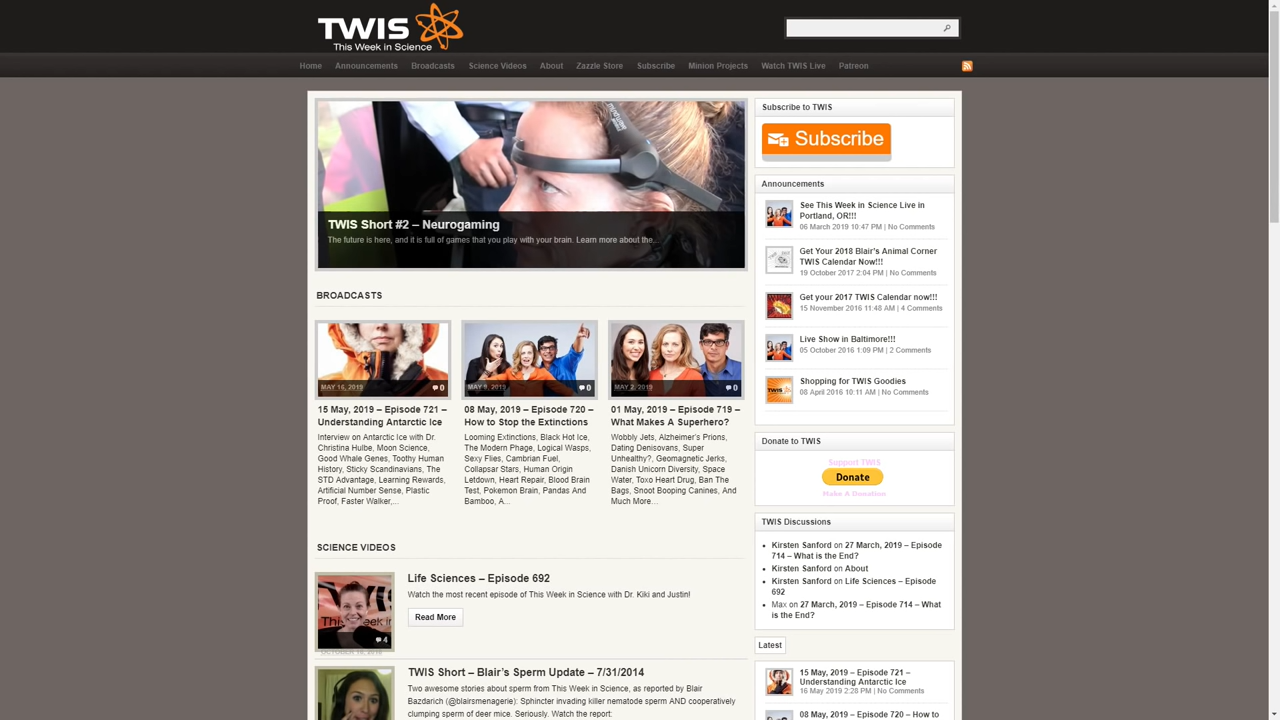 TWIS
This Week in Science
Home Announcements Broadcasts Science Videos About Zazzle Store Subscribe Minion Projects Watch TWIS Live Patreon
TWIS Short #2 – Neurogaming
The future is here, and it is full of games that you play with your brain. Learn more about the...
BROADCASTS
MAY 16, 2019 0
15 May, 2019 – Episode 721 –
Understanding Antarctic Ice
Interview on Antarctic Ice with Dr.
Christina Hulbe, Moon Science,
Good Whale Genes, Toothy Human
History, Sticky Scandinavians, The
STD Advantage, Learning Rewards,
Artificial Number Sense, Plastic
Proof, Faster Walker,...
MAY 9, 2019 0
08 May, 2019 – Episode 720 –
How to Stop the Extinctions
Looming Extinctions, Black Hot Ice,
The Modern Phage, Logical Wasps,
Sexy Flies, Cambrian Fuel,
Collapsar Stars, Human Origin
Letdown, Heart Repair, Blood Brain
Test, Pokemon Brain, Pandas And
Bamboo, A...
MAY 2, 2019 0
01 May, 2019 – Episode 719 –
What Makes A Superhero?
Wobbly Jets, Alzheimer's Prions,
Dating Denisovans, Super
Unhealthy?, Geomagnetic Jerks,
Danish Unicorn Diversity, Space
Water, Toxo Heart Drug, Ban The
Bags, Snoot Booping Canines, And
Much More...
SCIENCE VIDEOS
4
Life Sciences – Episode 692
Watch the most recent episode of This Week in Science with Dr. Kiki and Justin!
Read More
TWIS Short – Blair's Sperm Update – 7/31/2014
Two awesome stories about sperm from This Week in Science, as reported by Blair
Bazdarich (@blairsmenagerie): Sphincter invading killer nematode sperm AND cooperatively
clumping sperm of deer mice. Seriously. Watch the report:
Subscribe to TWIS
Subscribe
Announcements
See This Week in Science Live in
Portland, OR!!!
06 March 2019 10:47 PM | No Comments
Get Your 2018 Blair's Animal Corner
TWIS Calendar Now!!!
19 October 2017 2:04 PM | No Comments
Get your 2017 TWIS Calendar now!!!
15 November 2016 11:48 AM | 4 Comments
Live Show in Baltimore!!!
05 October 2016 1:09 PM | 2 Comments
Shopping for TWIS Goodies
08 April 2016 10:11 AM | No Comments
Donate to TWIS
Support TWIS
Donate
Make A Donation
TWIS Discussions
Kirsten Sanford on 27 March, 2019 – Episode
714 – What is the End?
Kirsten Sanford on About
Kirsten Sanford on Life Sciences – Episode
692
Max on 27 March, 2019 – Episode 714 – What
is the End?
Latest
15 May, 2019 – Episode 721 –
Understanding Antarctic Ice
16 May 2019 2:28 PM | No Comments
08 May, 2019 – Episode 720 – How to